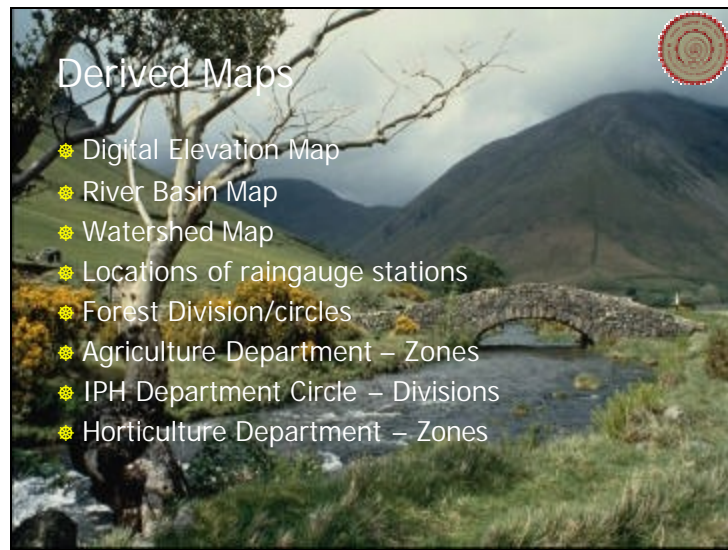 Derived Maps
Digital Elevation Map
River Basin Map
Watershed Map
Locations of raingauge stations
Forest Division/circles
Agriculture Department – Zones
IPH Department Circle – Divisions
Horticulture Department – Zones